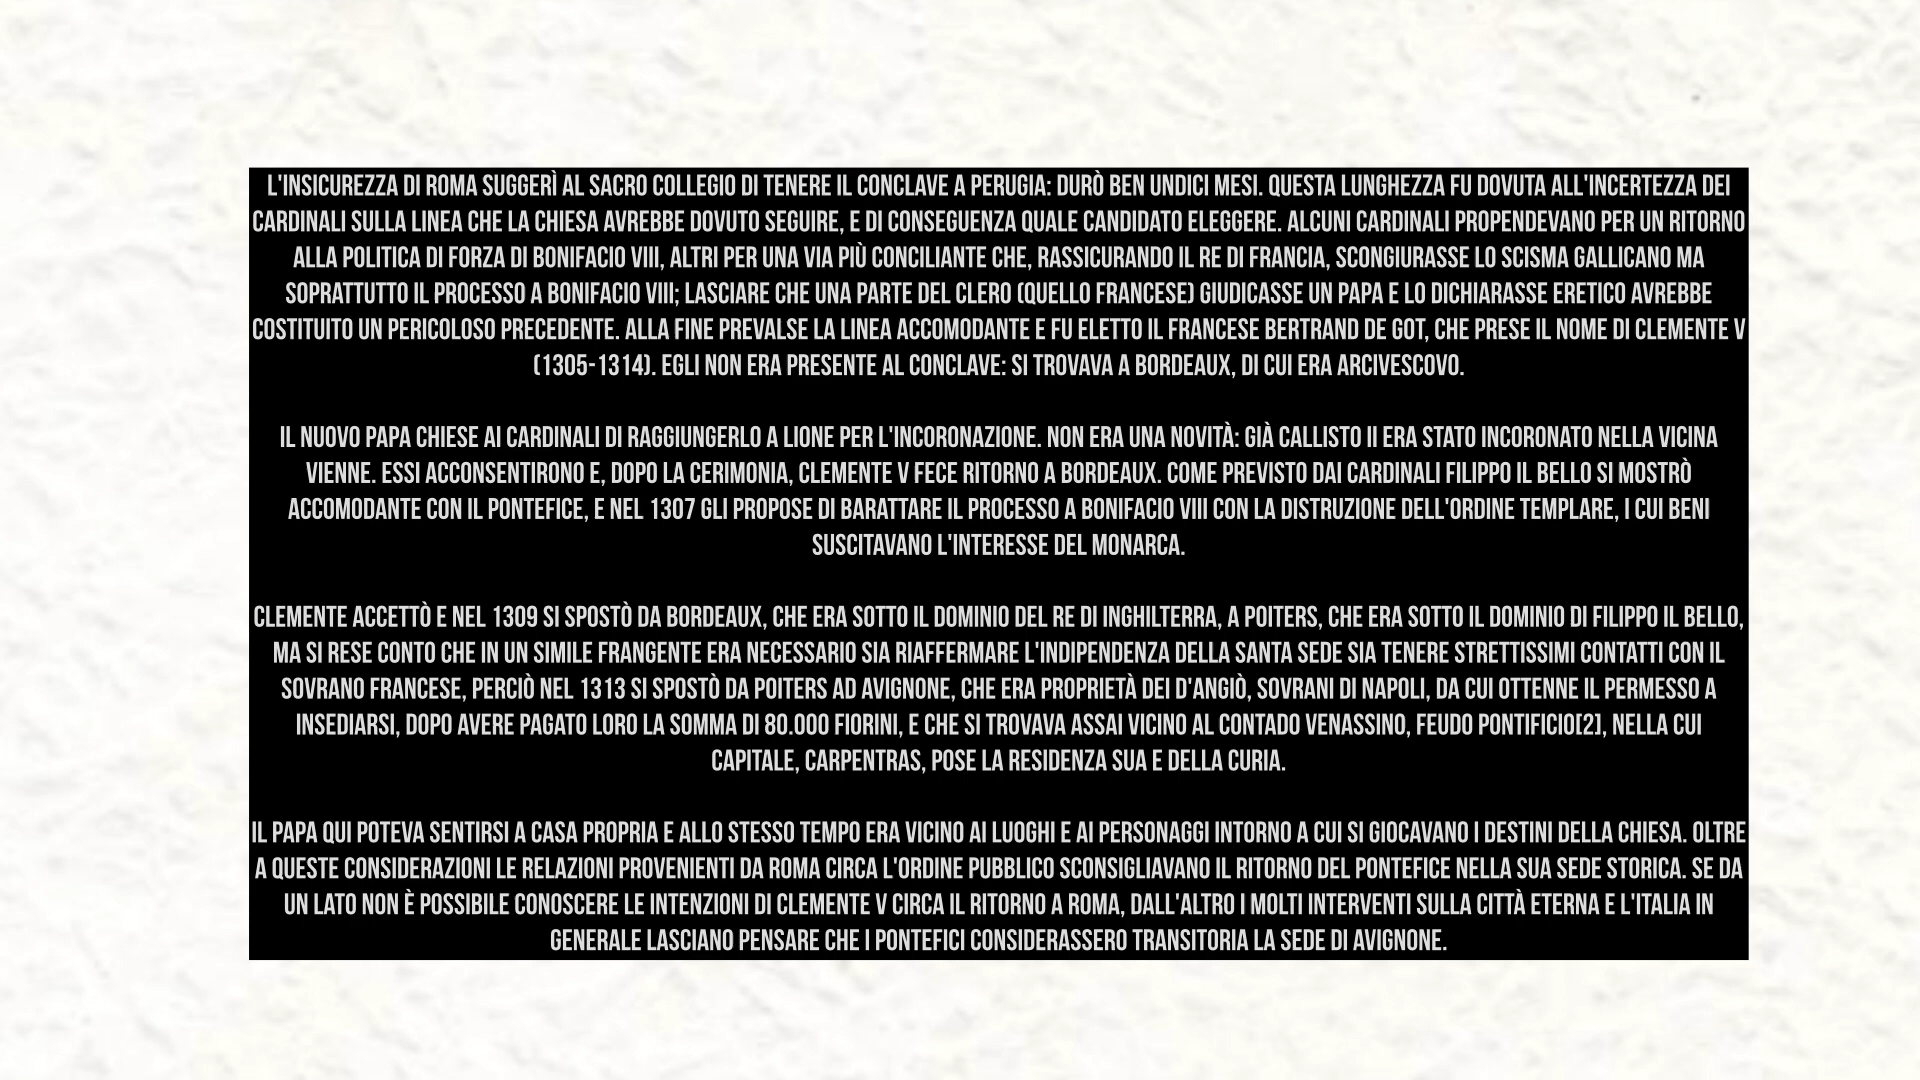 L'INSICUREZZA DI ROMA SUGGERÌ AL SACRO COLLEGIO DI TENERE IL CONCLAVE A PERUGIA: DURÒ BEN UNDICI MESI. QUESTA LUNGHEZZA FU DOVUTA ALL'INCERTEZZA DEI
CARDINALI SULLA LINEA CHE LA CHIESA AVREBBE DOVUTO SEGUIRE, E DI CONSEGUENZA QUALE CANDIDATO ELEGGERE. ALCUNI CARDINALI PROPENDEVANO PER UN RITORNO
ALLA POLITICA DI FORZA DI BONIFACIO VIII, ALTRI PER UNA VIA PIÙ CONCILIANTE CHE, RASSICURANDO IL RE DI FRANCIA, SCONGIURASSE LO SCISMA GALLICANO MA
SOPRATTUTTO IL PROCESSO A BONIFACIO VIII; LASCIARE CHE UNA PARTE DEL CLERO (QUELLO FRANCESE) GIUDICASSE UN PAPA E LO DICHIARASSE ERETICO AVREBBE
COSTITUITO UN PERICOLOSO PRECEDENTE. ALLA FINE PREVALSE LA LINEA ACCOMODANTE E FU ELETTO IL FRANCESE BERTRAND DE GOT, CHE PRESE IL NOME DI CLEMENTE V
(1305-1314). EGLI NON ERA PRESENTE AL CONCLAVE: SI TROVAVA A BORDEAUX, DI CUI ERA ARCIVESCOVO.
IL NUOVO PAPA CHIESE AI CARDINALI DI RAGGIUNGERLO A LIONE PER L'INCORONAZIONE. NON ERA UNA NOVITÀ: GIÀ CALLISTO II ERA STATO INCORONATO NELLA VICINA
VIENNE. ESSI ACCONSENTIRONO E, DOPO LA CERIMONIA, CLEMENTE V FECE RITORNO A BORDEAUX. COME PREVISTO DAI CARDINALI FILIPPO IL BELLO SI MOSTRÒ
ACCOMODANTE CON IL PONTEFICE, E NEL 1307 GLI PROPOSE DI BARATTARE IL PROCESSO A BONIFACIO VIII CON LA DISTRUZIONE DELL'ORDINE TEMPLARE, I CUI BENI
SUSCITAVANO L'INTERESSE DEL MONARCA.
CLEMENTE ACCETTÒ E NEL 1309 SI SPOSTÒ DA BORDEAUX, CHE ERA SOTTO IL DOMINIO DEL RE DI INGHILTERRA, A POITERS, CHE ERA SOTTO IL DOMINIO DI FILIPPO IL BELLO,
MA SI RESE CONTO CHE IN UN SIMILE FRANGENTE ERA NECESSARIO SIA RIAFFERMARE L'INDIPENDENZA DELLA SANTA SEDE SIA TENERE STRETTISSIMI CONTATTI CON IL
SOVRANO FRANCESE, PERCIÒ NEL 1313 SI SPOSTÒ DA POITERS AD AVIGNONE, CHE ERA PROPRIETÀ DEI D'ANGIÒ, SOVRANI DI NAPOLI, DA CUI OTTENNE IL PERMESSO A
INSEDIARSI, DOPO AVERE PAGATO LORO LA SOMMA DI 80.000 FIORINI, E CHE SI TROVAVA ASSAI VICINO AL CONTADO VENASSINO, FEUDO PONTIFICIO[2], NELLA CUI
CAPITALE, CARPENTRAS, POSE LA RESIDENZA SUA E DELLA CURIA.
IL PAPA QUI POTEVA SENTIRSI A CASA PROPRIA E ALLO STESSO TEMPO ERA VICINO AI LUOGHI E AI PERSONAGGI INTORNO A CUI SI GIOCAVANO I DESTINI DELLA CHIESA. OLTRE
A QUESTE CONSIDERAZIONI LE RELAZIONI PROVENIENTI DA ROMA CIRCA L'ORDINE PUBBLICO SCONSIGLIAVANO IL RITORNO DEL PONTEFICE NELLA SUA SEDE STORICA. SE DA
UN LATO NON È POSSIBILE CONOSCERE LE INTENZIONI DI CLEMENTE V CIRCA IL RITORNO A ROMA, DALL'ALTRO I MOLTI INTERVENTI SULLA CITTÀ ETERNA E L'ITALIA IN
GENERALE LASCIANO PENSARE CHE I PONTEFICI CONSIDERASSERO TRANSITORIA LA SEDE DI AVIGNONE.